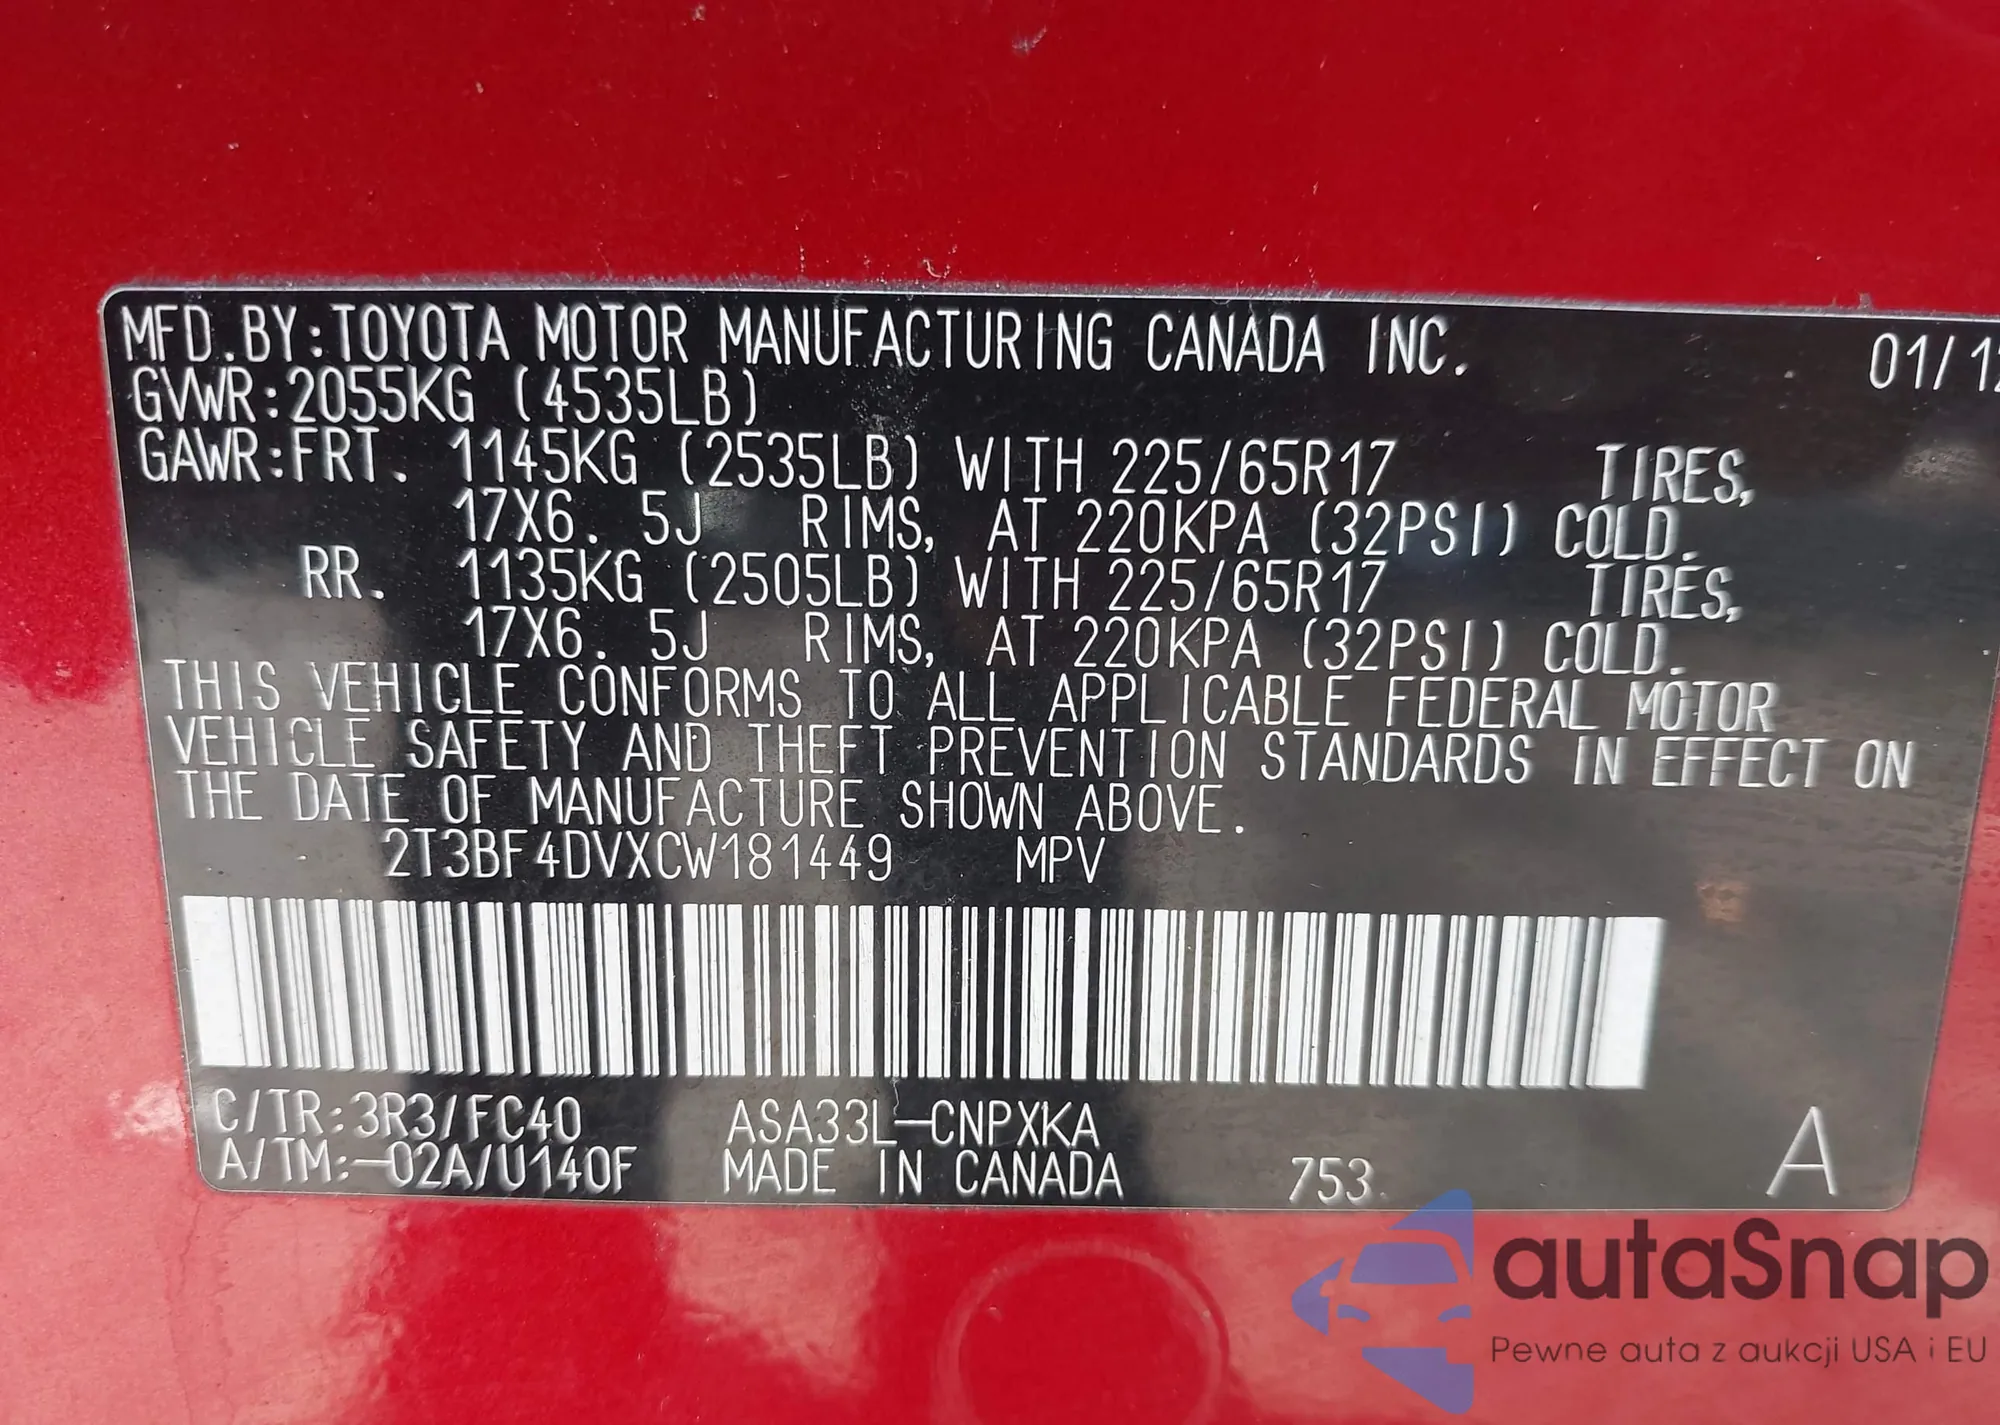 MFD.BY:TOYOTA MOTOR MANUFACTURING CANADA INC. 01/12
GVWR:2055KG (4535LB)
GAWR:FRT. 1145KG (2535LB) WITH 225/65R17 TIRES,
17X6. 5J RIMS, AT 220KPA (32PSI) COLD.
RR. 1135KG (2505LB) WITH 225/65R17 TIRES,
17X6. 5J RIMS, AT 220KPA (32PSI) COLD.
THIS VEHICLE CONFORMS TO ALL APPLICABLE FEDERAL MOTOR
VEHICLE SAFETY AND THEFT PREVENTION STANDARDS IN EFFECT ON
THE DATE OF MANUFACTURE SHOWN ABOVE.
2T3BF4DVXCW181449 MPV
C/TR:3R3/FC40 ASA33L-CNPXKA A
A/TM:-02A/U140F MADE IN CANADA 753
autaSnap
Pewne auta z aukcji USA i EU